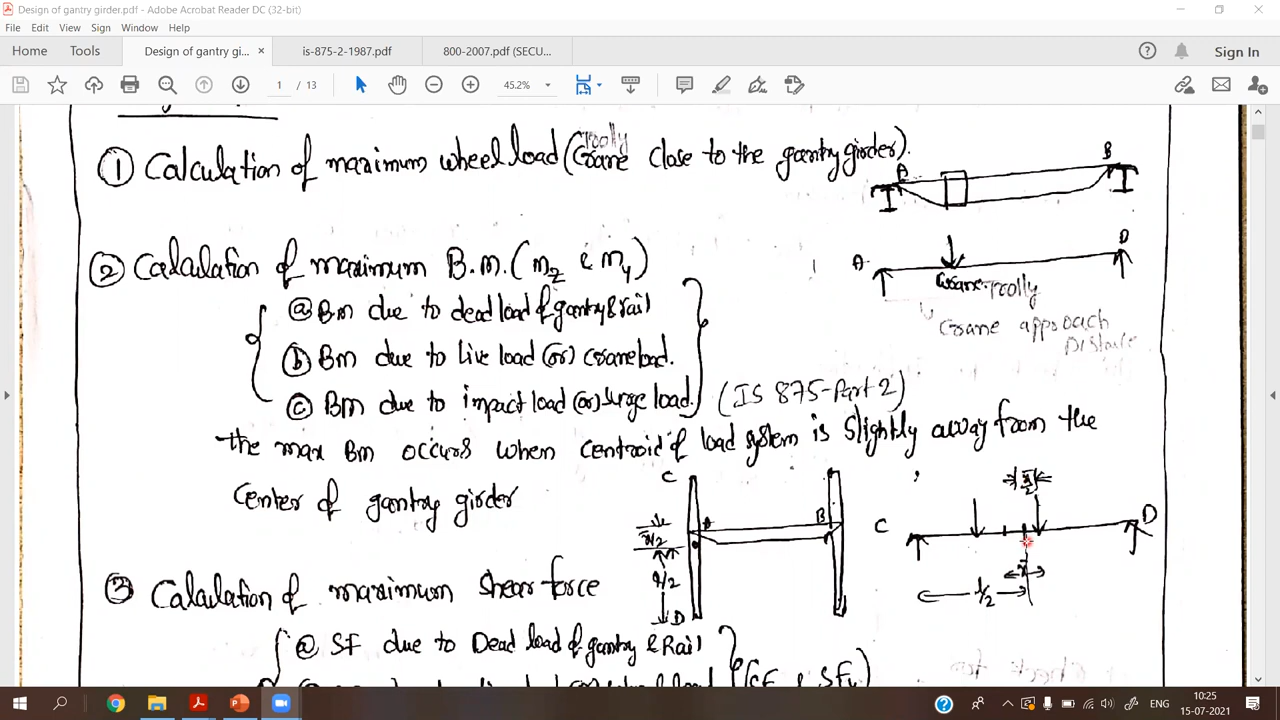 Design of gantry girder.pdf - Adobe Acrobat Reader DC (32-bit)
File Edit View Sign Window Help
Home Tools Design of gantry gi... × is-875-2-1987.pdf 800-2007.pdf (SECU... Sign In
1 / 13 45.2%
① Calculation of maximum wheel load (Crane close to the gantry girder).
A B
② Calculation of maximum B.M. (
A D
ⓐ BM due to dead load of gantry & rail
Crane
ⓑ BM due to live load (or) crane load.
Crane approach
Distance
ⓒ BM due to impact load (or) surge load. (IS 875-Part 2)
the max BM occurs when centroid of load system is slightly away from the
Center of gantry girder
C
A B
D
C D
③ Calculation of maximum Shear force
ⓐ SF due to Dead load of gantry & Rail
ENG
10:25
15-07-2021